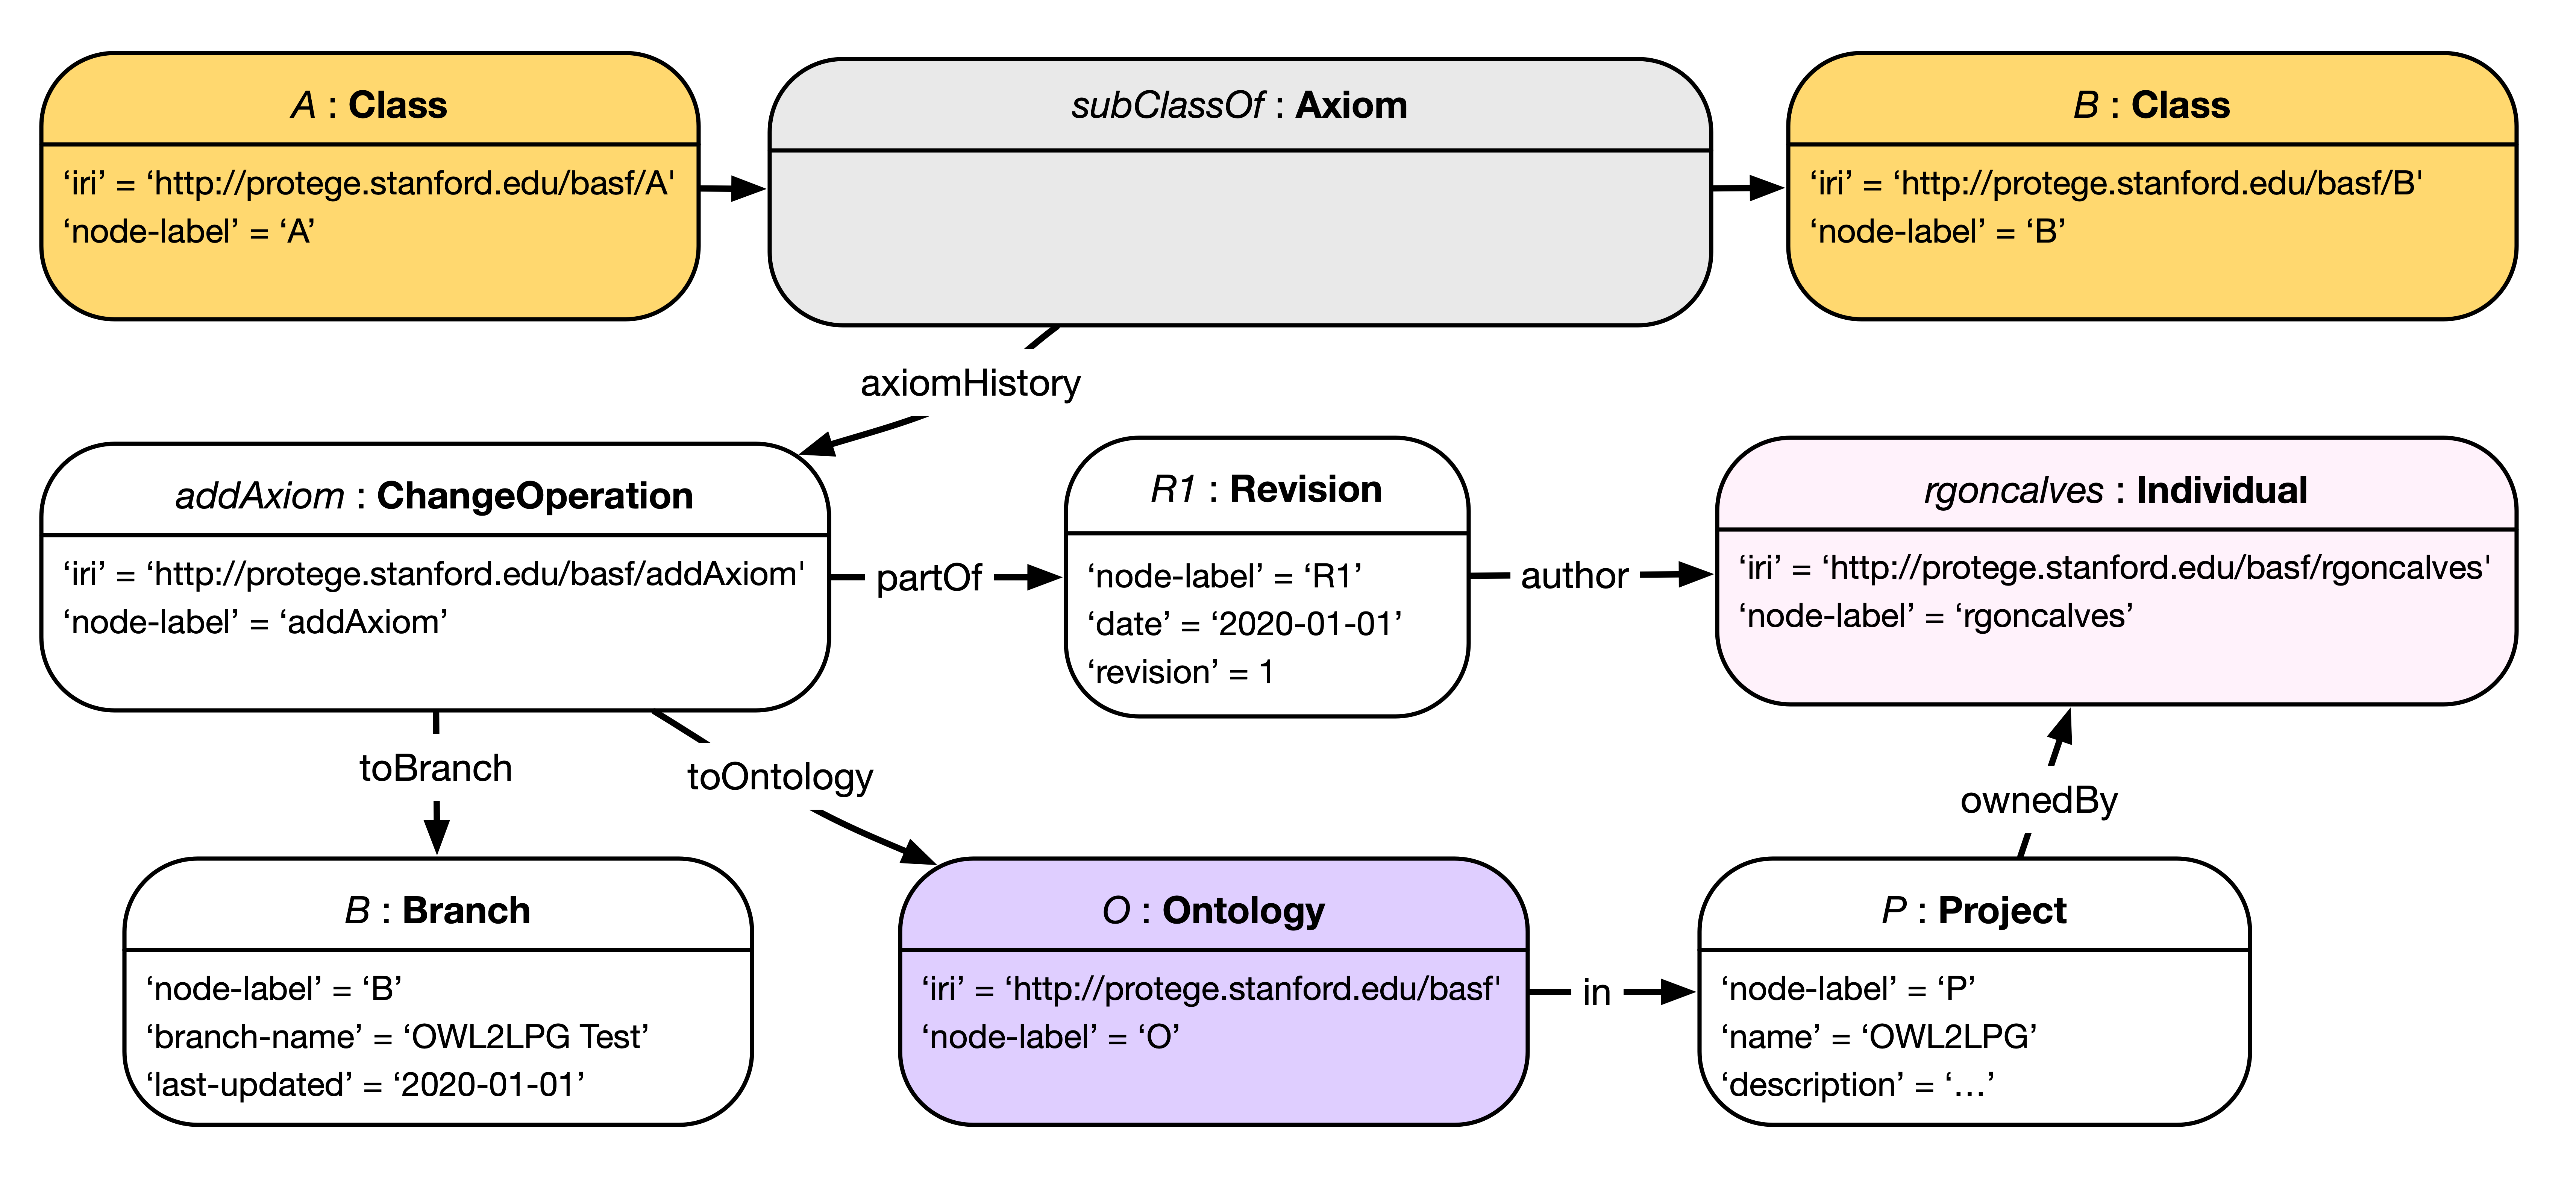 A : Class
‘iri’ = ‘http://protege.stanford.edu/basf/A'
‘node-label’ = ‘A’
subClassOf : Axiom
B : Class
‘iri’ = ‘http://protege.stanford.edu/basf/B'
‘node-label’ = ‘B’
axiomHistory
addAxiom : ChangeOperation
‘iri’ = ‘http://protege.stanford.edu/basf/addAxiom'
‘node-label’ = ‘addAxiom’
partOf
R1 : Revision
‘node-label’ = ‘R1’
‘date’ = ‘2020-01-01’
‘revision’ = 1
author
rgoncalves : Individual
‘iri’ = ‘http://protege.stanford.edu/basf/rgoncalves'
‘node-label’ = ‘rgoncalves’
toBranch
toOntology
ownedBy
B : Branch
‘node-label’ = ‘B’
‘branch-name’ = ‘OWL2LPG Test’
‘last-updated’ = ‘2020-01-01’
O : Ontology
‘iri’ = ‘http://protege.stanford.edu/basf'
‘node-label’ = ‘O’
in
P : Project
‘node-label’ = ‘P’
‘name’ = ‘OWL2LPG’
‘description’ = ‘…’